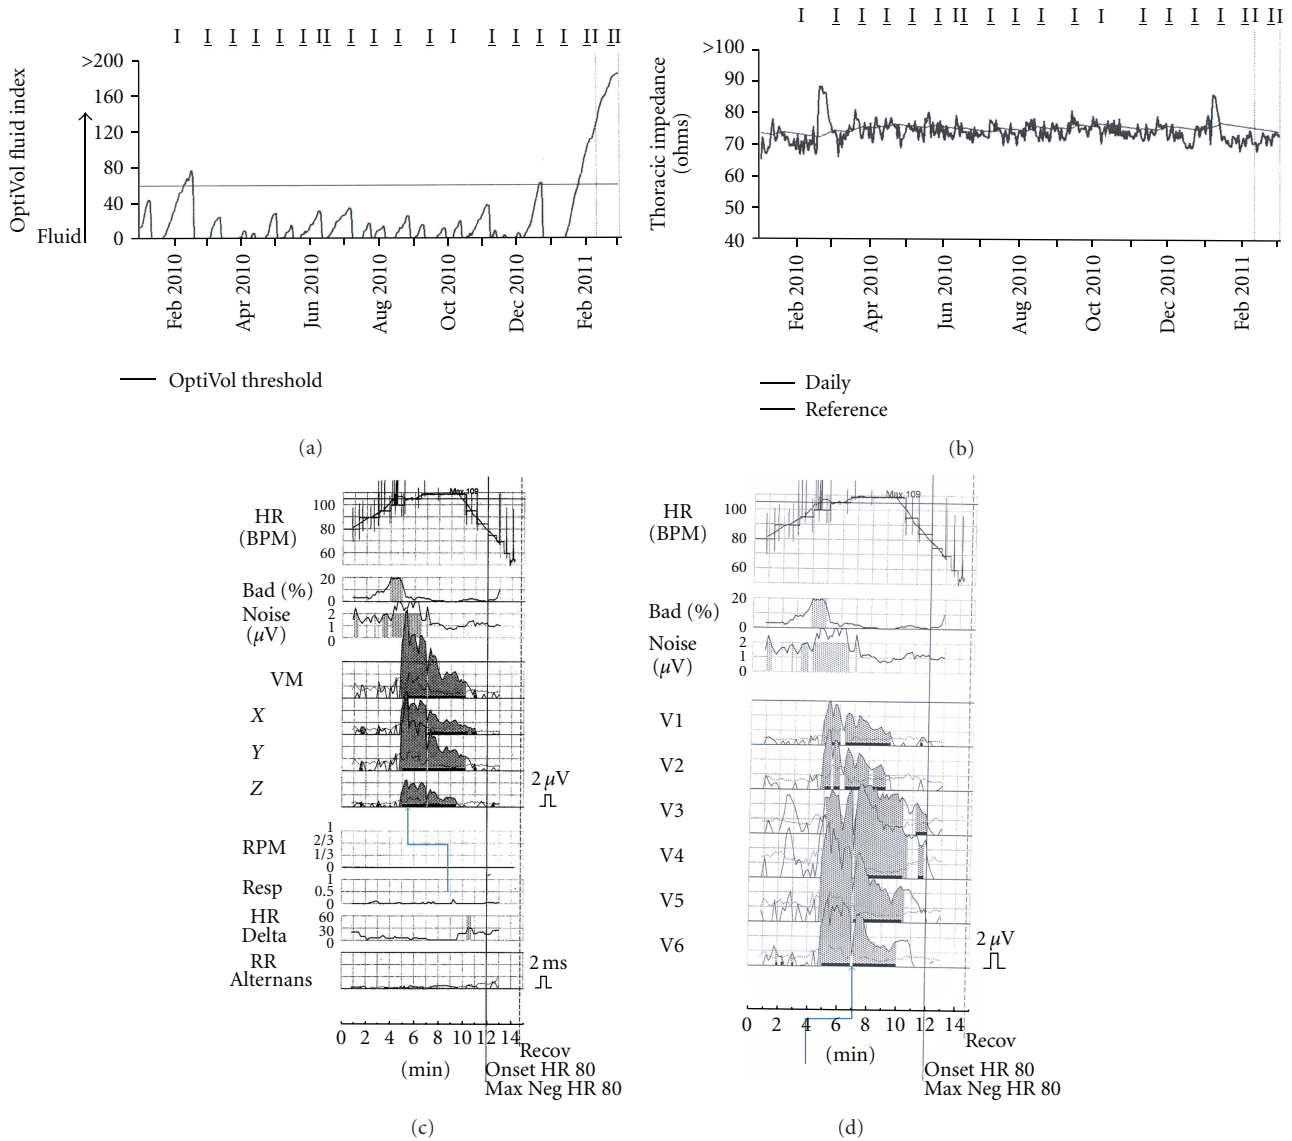 I I I I I I II I I I I I I I I I II II
OptiVol fluid index
Fluid
>200
160
120
80
40
0
Feb 2010
Apr 2010
Jun 2010
Aug 2010
Oct 2010
Dec 2010
Feb 2011
OptiVol threshold
(a)
I I I I I I II I I I I I I I I I II II
Thoracic impedance
(ohms)
>100
90
80
70
60
50
40
Feb 2010
Apr 2010
Jun 2010
Aug 2010
Oct 2010
Dec 2010
Feb 2011
Daily
Reference
(b)
HR
(BPM)
100
80
60
Max 109
Bad (%)
20
0
Noise
(μV)
2
1
0
VM
X
Y
Z
2 μV
RPM
1
2/3
1/3
0
Resp
1
0.5
0
HR
Delta
60
30
0
RR
Alternans
2 ms
0 2 4 6 8 10 12 14
(min)
Recov
Onset HR 80
Max Neg HR 80
(c)
HR
(BPM)
100
80
60
Max 109
Bad (%)
20
0
Noise
(μV)
2
1
0
V1
V2
V3
V4
V5
V6
2 μV
0 2 4 6 8 10 12 14
(min)
Recov
Onset HR 80
Max Neg HR 80
(d)